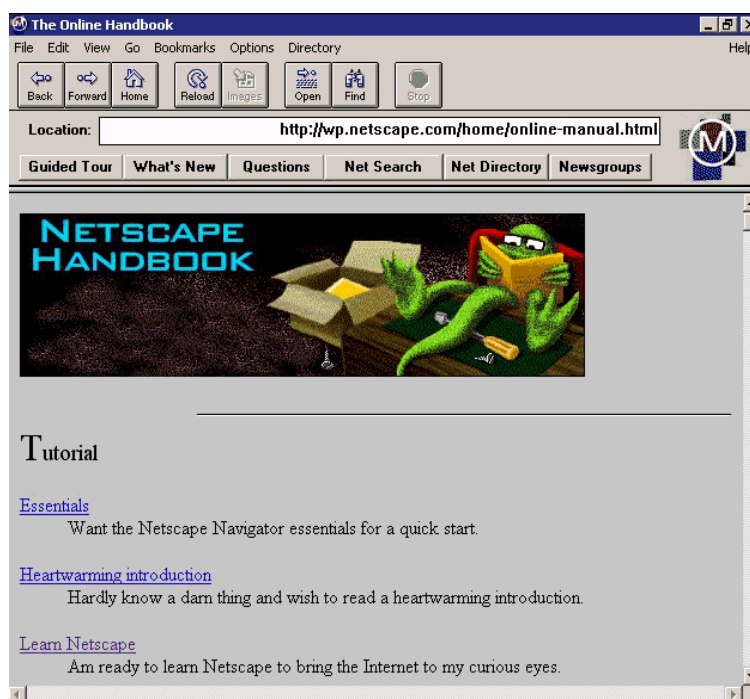 The Online Handbook
File Edit View Go Bookmarks Options Directory Help
Back Forward Home Reload Images Open Find Stop
Location: http://wp.netscape.com/home/online-manual.html
M
Guided Tour What's New Questions Net Search Net Directory Newsgroups
NETSCAPE
HANDBOOK
Tutorial
Essentials
Want the Netscape Navigator essentials for a quick start.
Heartwarming introduction
Hardly know a darn thing and wish to read a heartwarming introduction.
Learn Netscape
Am ready to learn Netscape to bring the Internet to my curious eyes.